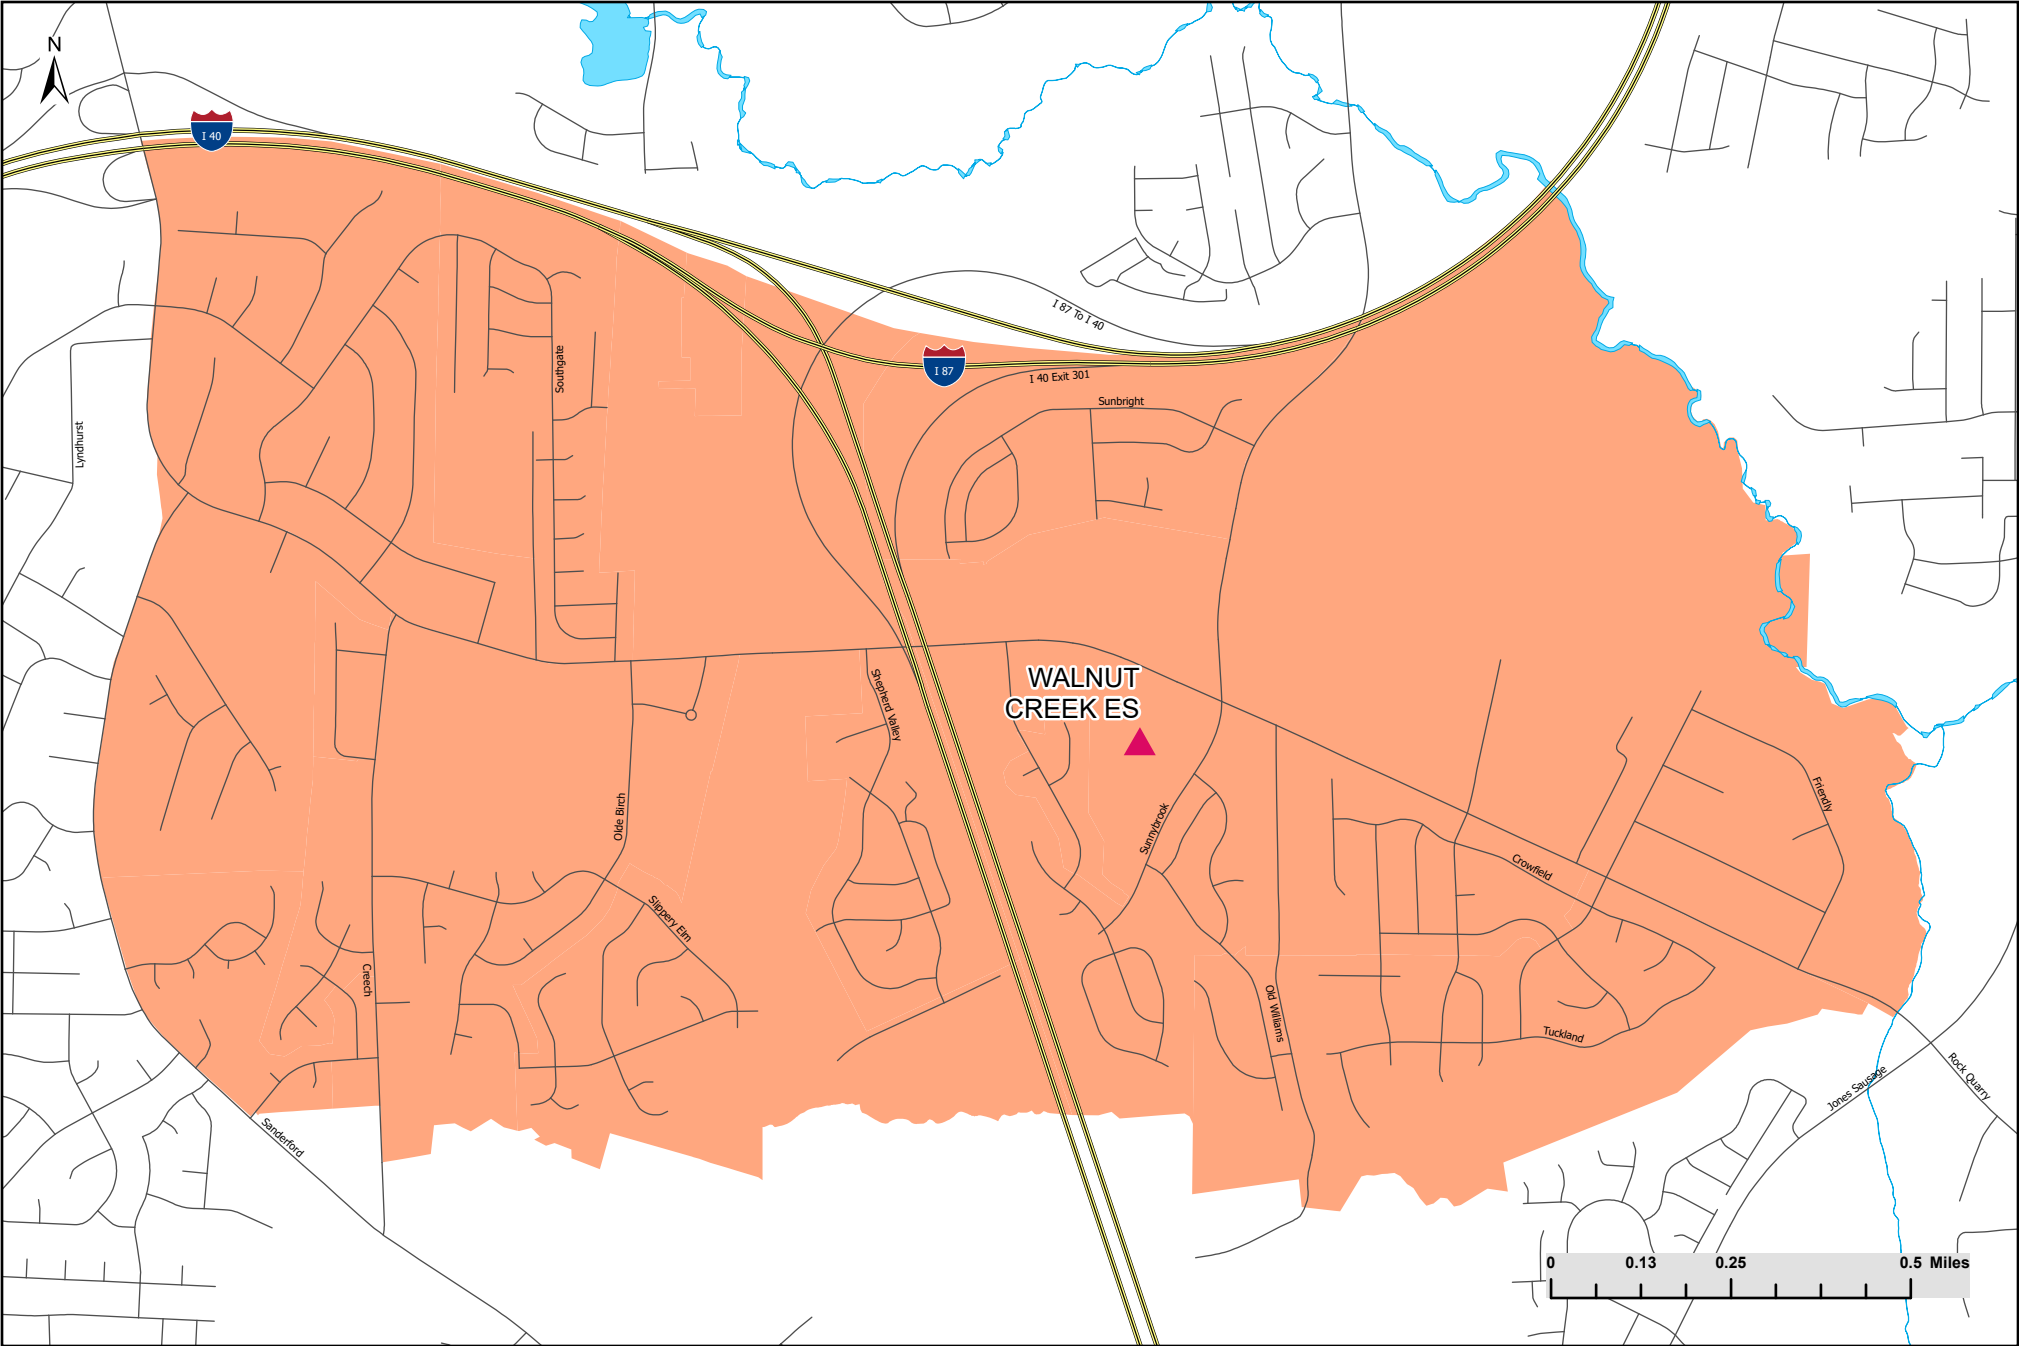 N
I 40
I 87 To I 40
I 87
I 40 Exit 301
Southgate
Sunbright
Lyndhurst
WALNUT
CREEK ES
Shepherd Valley
Olde Birch
Sunnybrook
Friendly
Crowfield
Slippery Elm
Creech
Old Williams
Tuckland
Rock Quarry
Jones Sausage
Sanderford
0 0.13 0.25 0.5 Miles